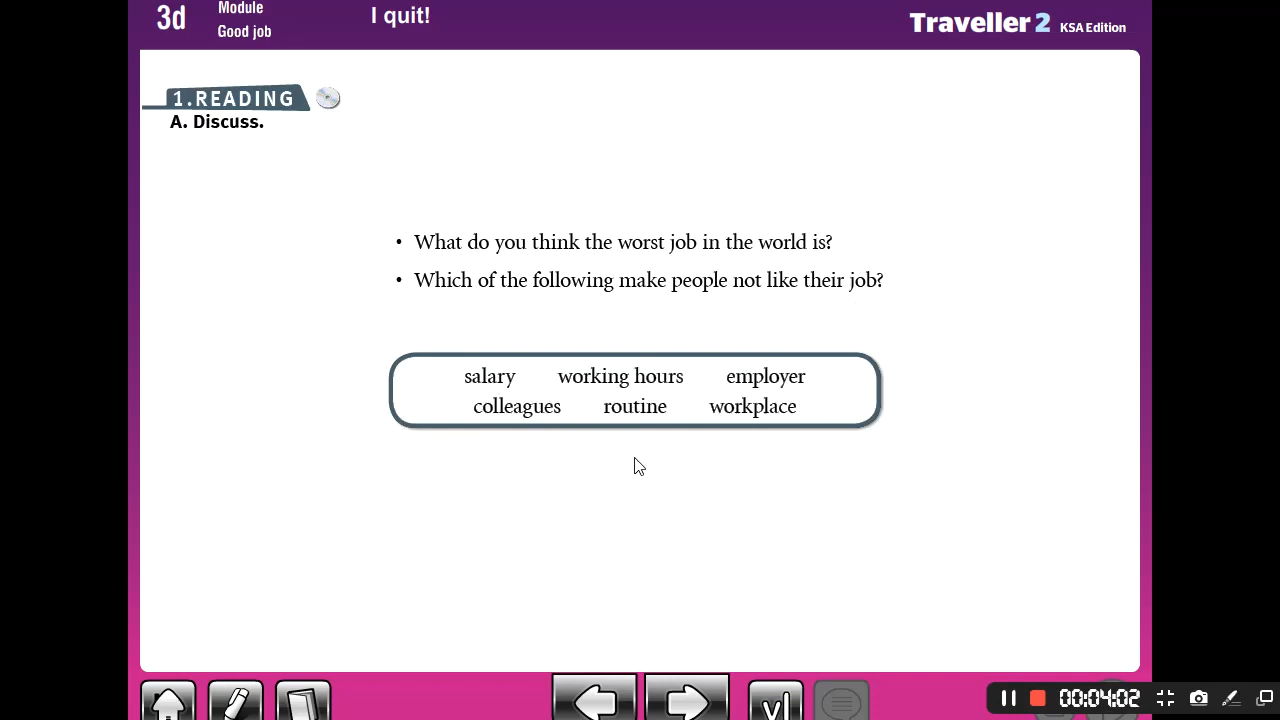 3d
Module
Good job
I quit!
Traveller 2 KSA Edition
1.READING
A. Discuss.
• What do you think the worst job in the world is?
• Which of the following make people not like their job?
salary working hours employer
colleagues routine workplace
00:04:02